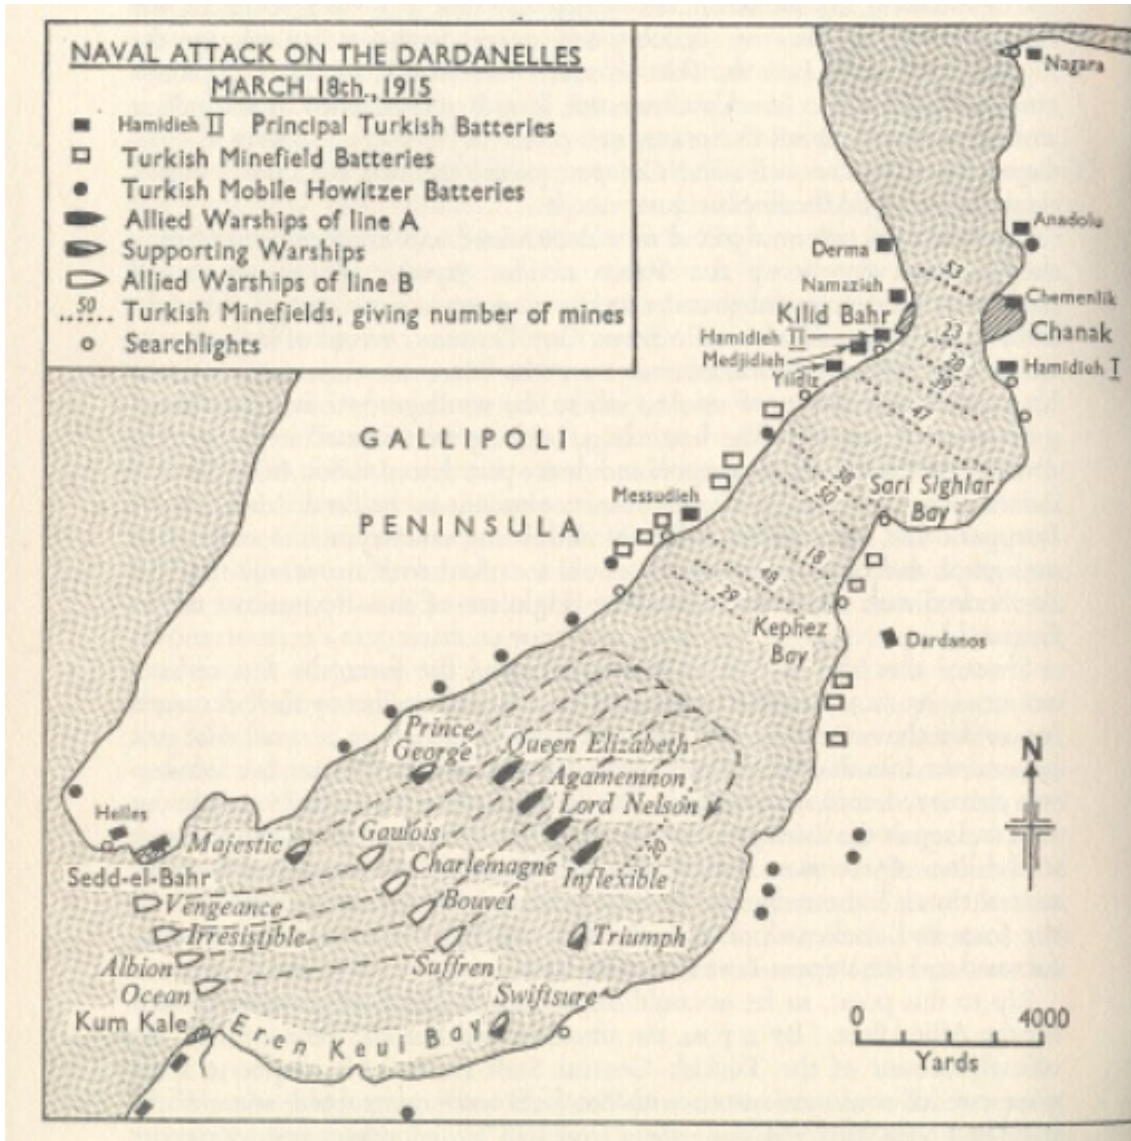 NAVAL ATTACK ON THE DARDANELLES
MARCH 18th., 1915
Hamidieh II Principal Turkish Batteries
Turkish Minefield Batteries
Turkish Mobile Howitzer Batteries
Allied Warships of line A
Supporting Warships
Allied Warships of line B
50 Turkish Minefields, giving number of mines
Searchlights
Nagara
Anadolu
Derma
53
Namazieh
Chemenlik
Kilid Bahr
23
Chanak
Hamidieh II
Medjidieh
Hamidieh I
Yildiz
47
GALLIPOLI
PENINSULA
Sari Sighlar
Bay
50
Messudieh
18
48
29
Kephez
Bay
Dardanos
Prince
George
Queen Elizabeth
Agamemnon
Lord Nelson
N
Helles
Majestic
Gaulois
Charlemagne
Inflexible
Sedd-el-Bahr
Vengeance
Bouvet
Irresistible
Triumph
Albion
Suffren
Ocean
Swiftsure
Kum Kale
Eren Keui Bay
0 4000
Yards